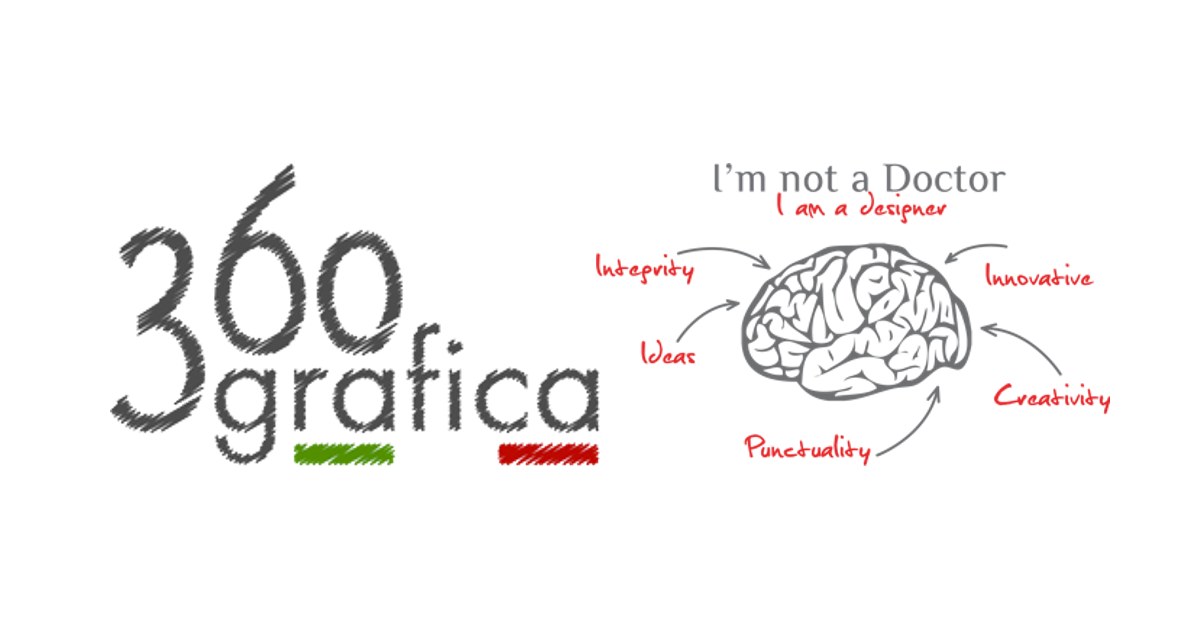 360
grafica
I'm not a Doctor
I am a designer
Integrity
Innovative
Ideas
Creativity
Punctuality